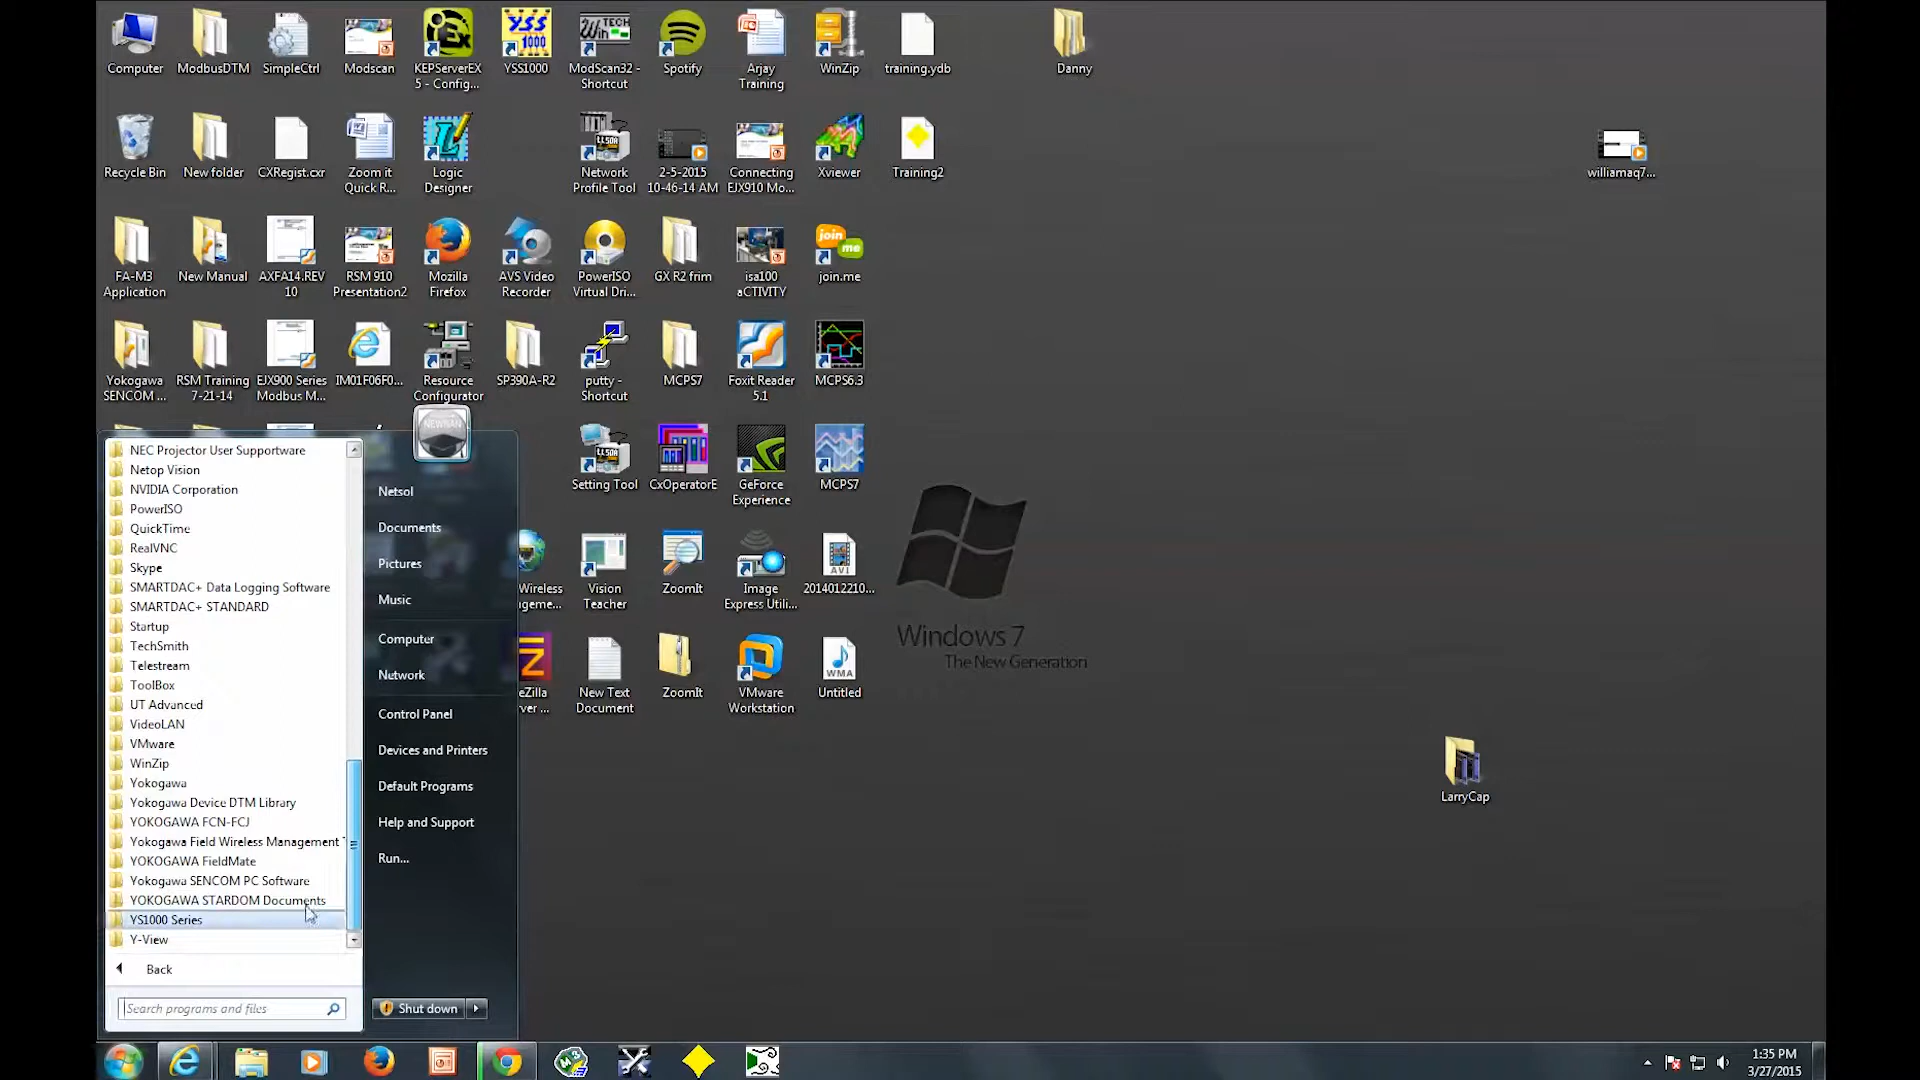 Computer
ModbusDTM
SimpleCtrl
Modscan
KEPServerEX
5 - Config...
YSS
1000
YSS1000
ModScan32 -
Shortcut
Spotify
Arjay
Training
WinZip
training.ydb
Danny
Recycle Bin
New folder
CXRegist.cxr
Zoom it
Quick R...
Logic
Designer
Network
Profile Tool
2-5-2015
10-46-14 AM
Connecting
EJX910 Mo...
Xviewer
Training2
williamaq7...
FA-M3
Application
New Manual
AXFA14.REV
10
RSM 910
Presentation2
Mozilla
Firefox
AVS Video
Recorder
PowerISO
Virtual Dri...
GX R2 frim
isa100
aCTIVITY
join
me
join.me
Yokogawa
SENCOM ...
RSM Training
7-21-14
EJX900 Series
Modbus M...
IM01F06F0...
Resource
Configurator
SP390A-R2
putty -
Shortcut
MCPS7
Foxit Reader
5.1
MCPS6.3
Setting Tool
CxOperatorE
GeForce
Experience
MCPS7
Wireless
Vision
Teacher
ZoomIt
Image
Express Utili...
AVI
2014012210...
New Text
Document
ZoomIt
VMware
Workstation
WMA
Untitled
Windows 7
The New Generation
LarryCap
NEC Projector User Supportware
Netop Vision
NVIDIA Corporation
PowerISO
QuickTime
RealVNC
Skype
SMARTDAC+ Data Logging Software
SMARTDAC+ STANDARD
Startup
TechSmith
Telestream
ToolBox
UT Advanced
VideoLAN
VMware
WinZip
Yokogawa
Yokogawa Device DTM Library
YOKOGAWA FCN-FCJ
Yokogawa Field Wireless Management
YOKOGAWA FieldMate
Yokogawa SENCOM PC Software
YOKOGAWA STARDOM Documents
YS1000 Series
Y-View
Back
Search programs and files
Netsol
Documents
Pictures
Music
Computer
Network
Control Panel
Devices and Printers
Default Programs
Help and Support
Run...
Shut down
1:35 PM
3/27/2015